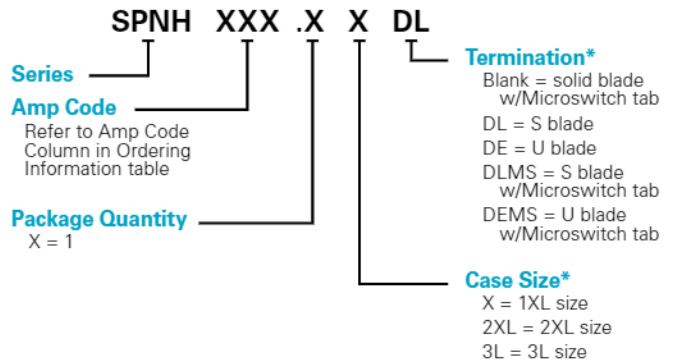 SPNH XXX .X X DL
Series
Amp Code
Refer to Amp Code
Column in Ordering
Information table
Package Quantity
X = 1
Termination*
Blank = solid blade
w/Microswitch tab
DL = S blade
DE = U blade
DLMS = S blade
w/Microswitch tab
DEMS = U blade
w/Microswitch tab
Case Size*
X = 1XL size
2XL = 2XL size
3L = 3L size